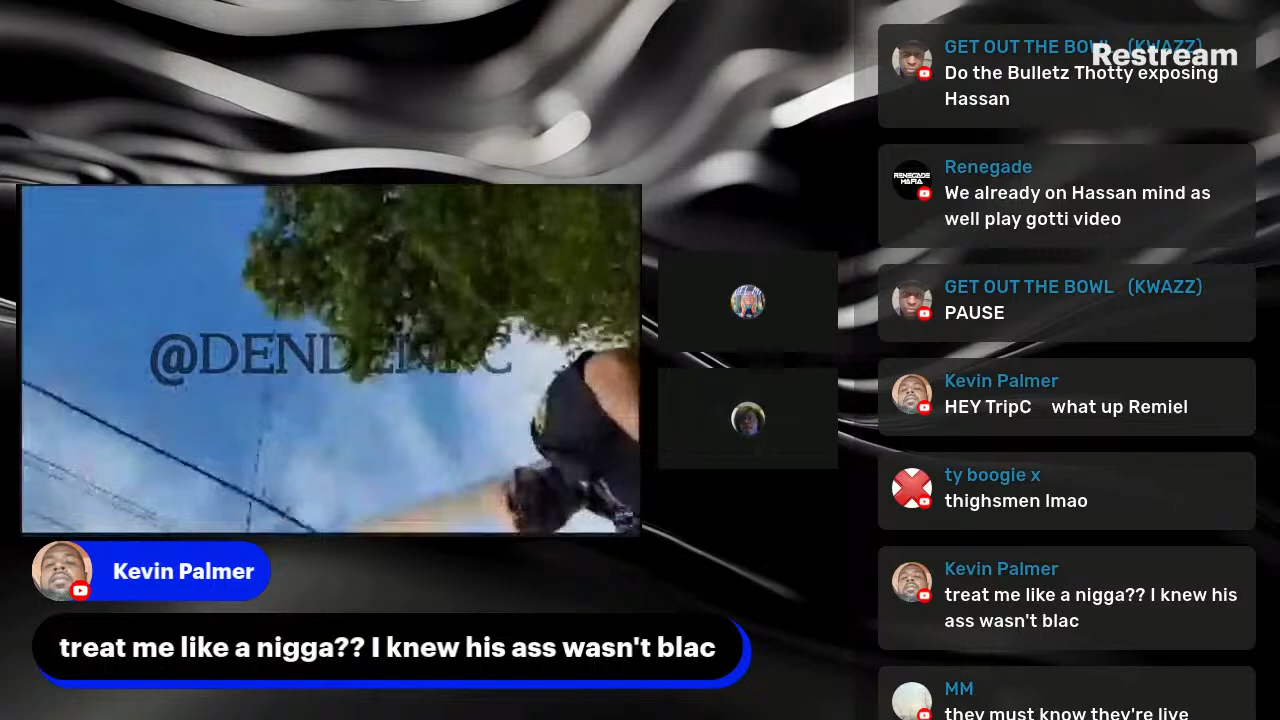 GET OUT THE BOWL (KWAZZ)
Restream
Do the Bulletz Thotty exposing
Hassan
RENEGADE
MAFIA
Renegade
We already on Hassan mind as
well play gotti video
GET OUT THE BOWL (KWAZZ)
PAUSE
Kevin Palmer
HEY TripC what up Remiel
ty boogie x
thighsmen lmao
Kevin Palmer
treat me like a nigga?? I knew his
ass wasn't blac
MM
they must know they're live
@DENDENKC
Kevin Palmer
treat me like a nigga?? I knew his ass wasn't blac